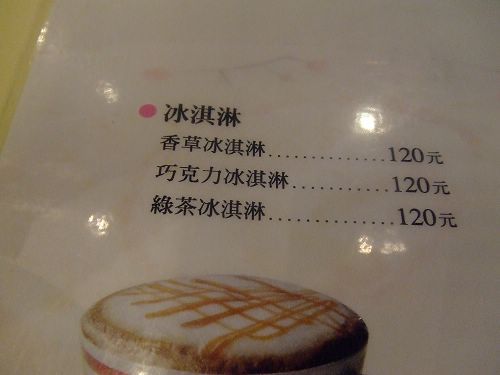 冰淇淋
香草冰淇淋..............120元
巧克力冰淇淋............120元
綠茶冰淇淋...............120元